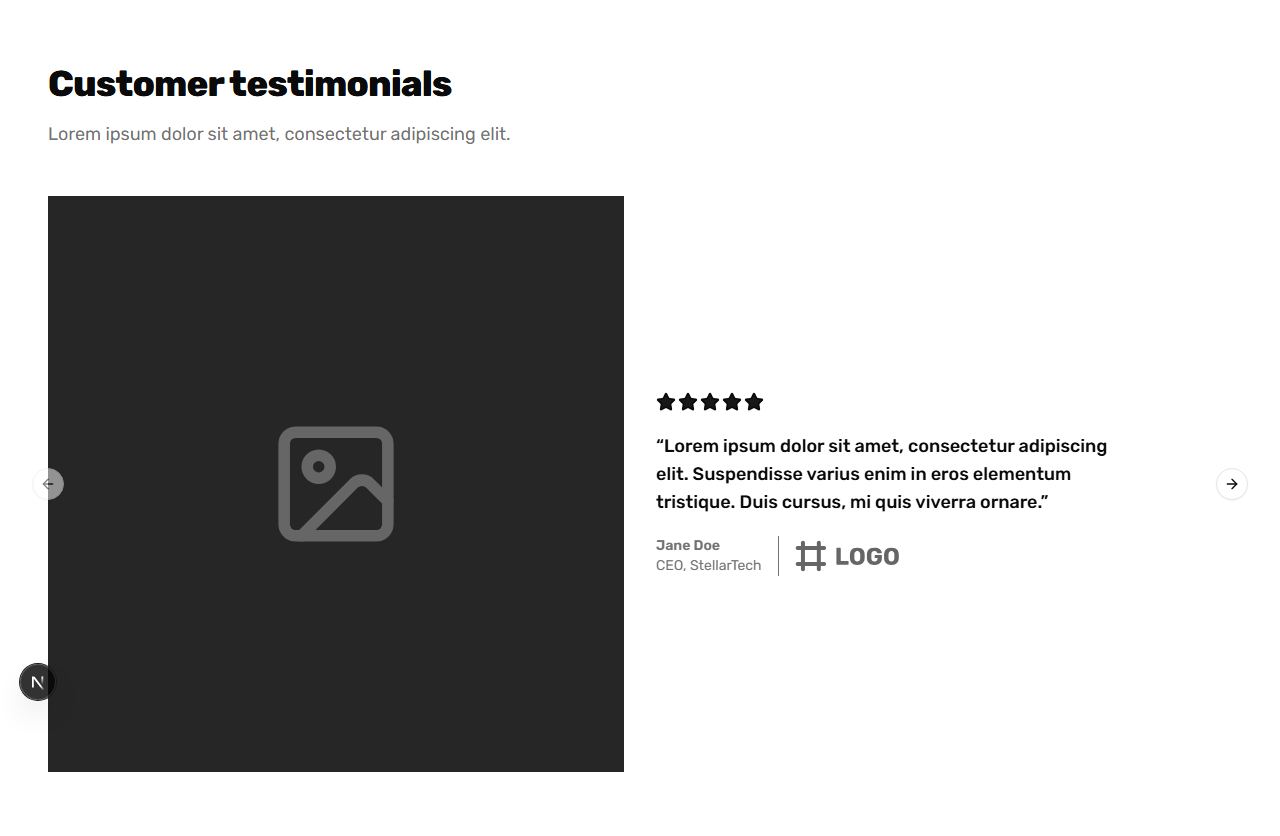 Customer testimonials
Lorem ipsum dolor sit amet, consectetur adipiscing elit.
“Lorem ipsum dolor sit amet, consectetur adipiscing
elit. Suspendisse varius enim in eros elementum
tristique. Duis cursus, mi quis viverra ornare.”
Jane Doe
CEO, StellarTech
LOGO
N